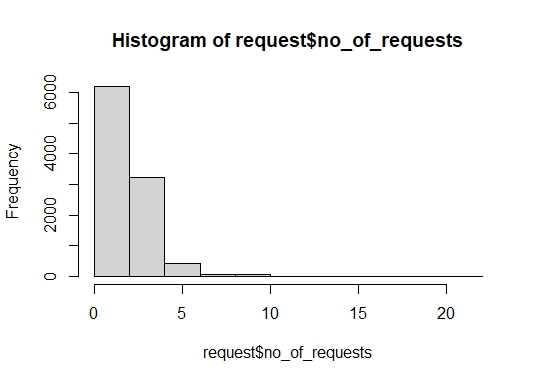 Histogram of request$no_of_requests
Frequency
6000
4000
2000
0
0 5 10 15 20
request$no_of_requests